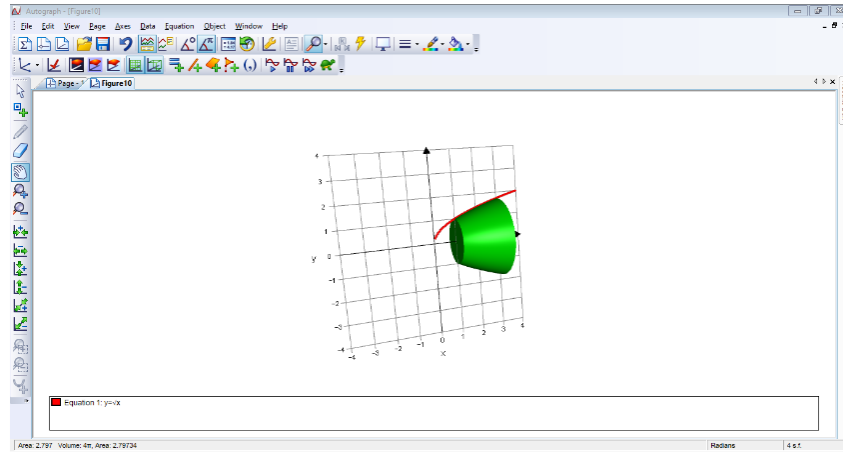 Autograph - [Figure10]
File Edit View Page Axes Data Equation Object Window Help
Page - 1 Figure10
4
3
2
1
y 0
-1
-2
-3
-4
-4 -3 -2 -1 0 1 2 3 4
x
Equation 1: y=√x
Area: 2.797 Volume: 4π, Area: 2.79734 Radians 4 s.f.